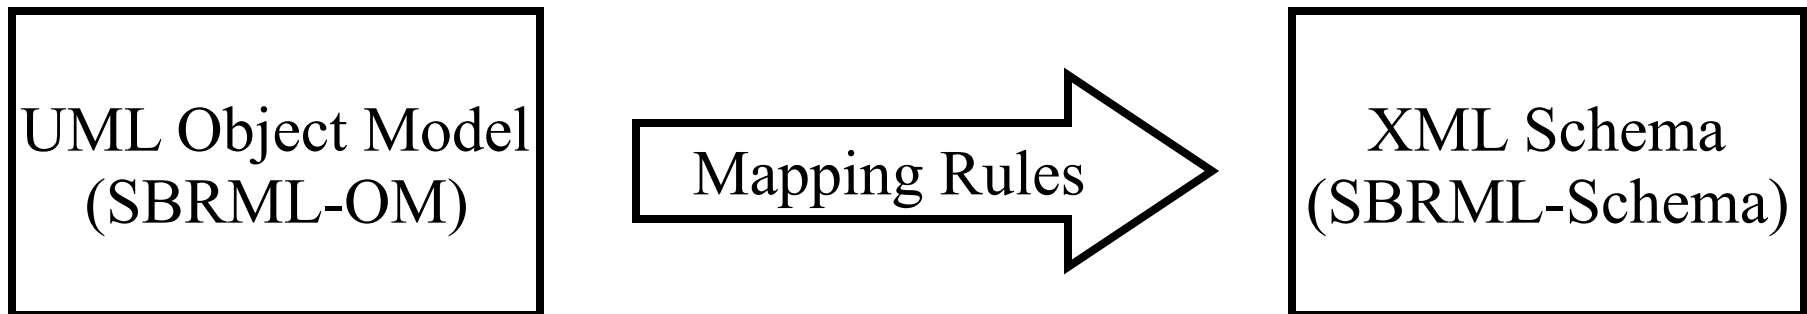 UML Object Model
(SBRML-OM)
Mapping Rules
XML Schema
(SBRML-Schema)